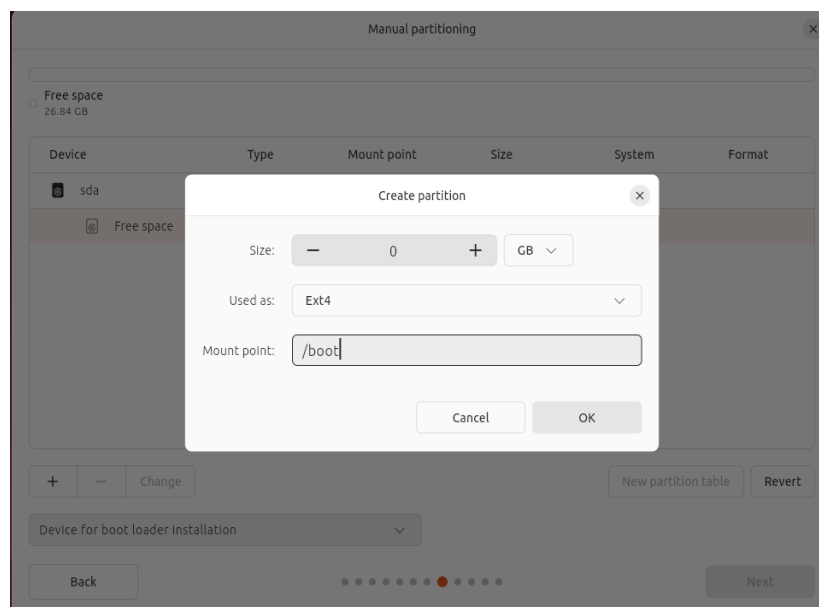 Manual partitioning
Free space
26.84 GB
Device Type Mount point Size System Format
sda
Free space
Create partition
Size: − 0 + GB
Used as: Ext4
Mount point: /boot
Cancel OK
+ − Change New partition table Revert
Device for boot loader installation
Back Next